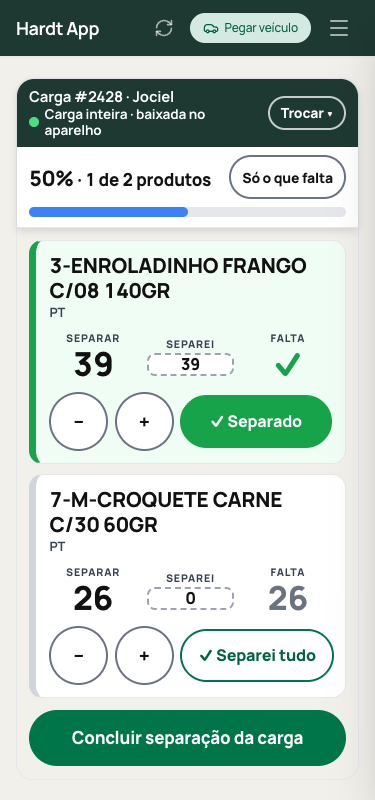 Hardt App
Pegar veículo
Carga #2428 · Jociel
Carga inteira · baixada no
aparelho
Trocar ▾
50% · 1 de 2 produtos
Só o que falta
3-ENROLADINHO FRANGO
C/08 140GR
PT
SEPARAR
SEPAREI
FALTA
39
39
✓
− + ✓ Separado
7-M-CROQUETE CARNE
C/30 60GR
PT
SEPARAR
SEPAREI
FALTA
26
0
26
− + ✓ Separei tudo
Concluir separação da carga